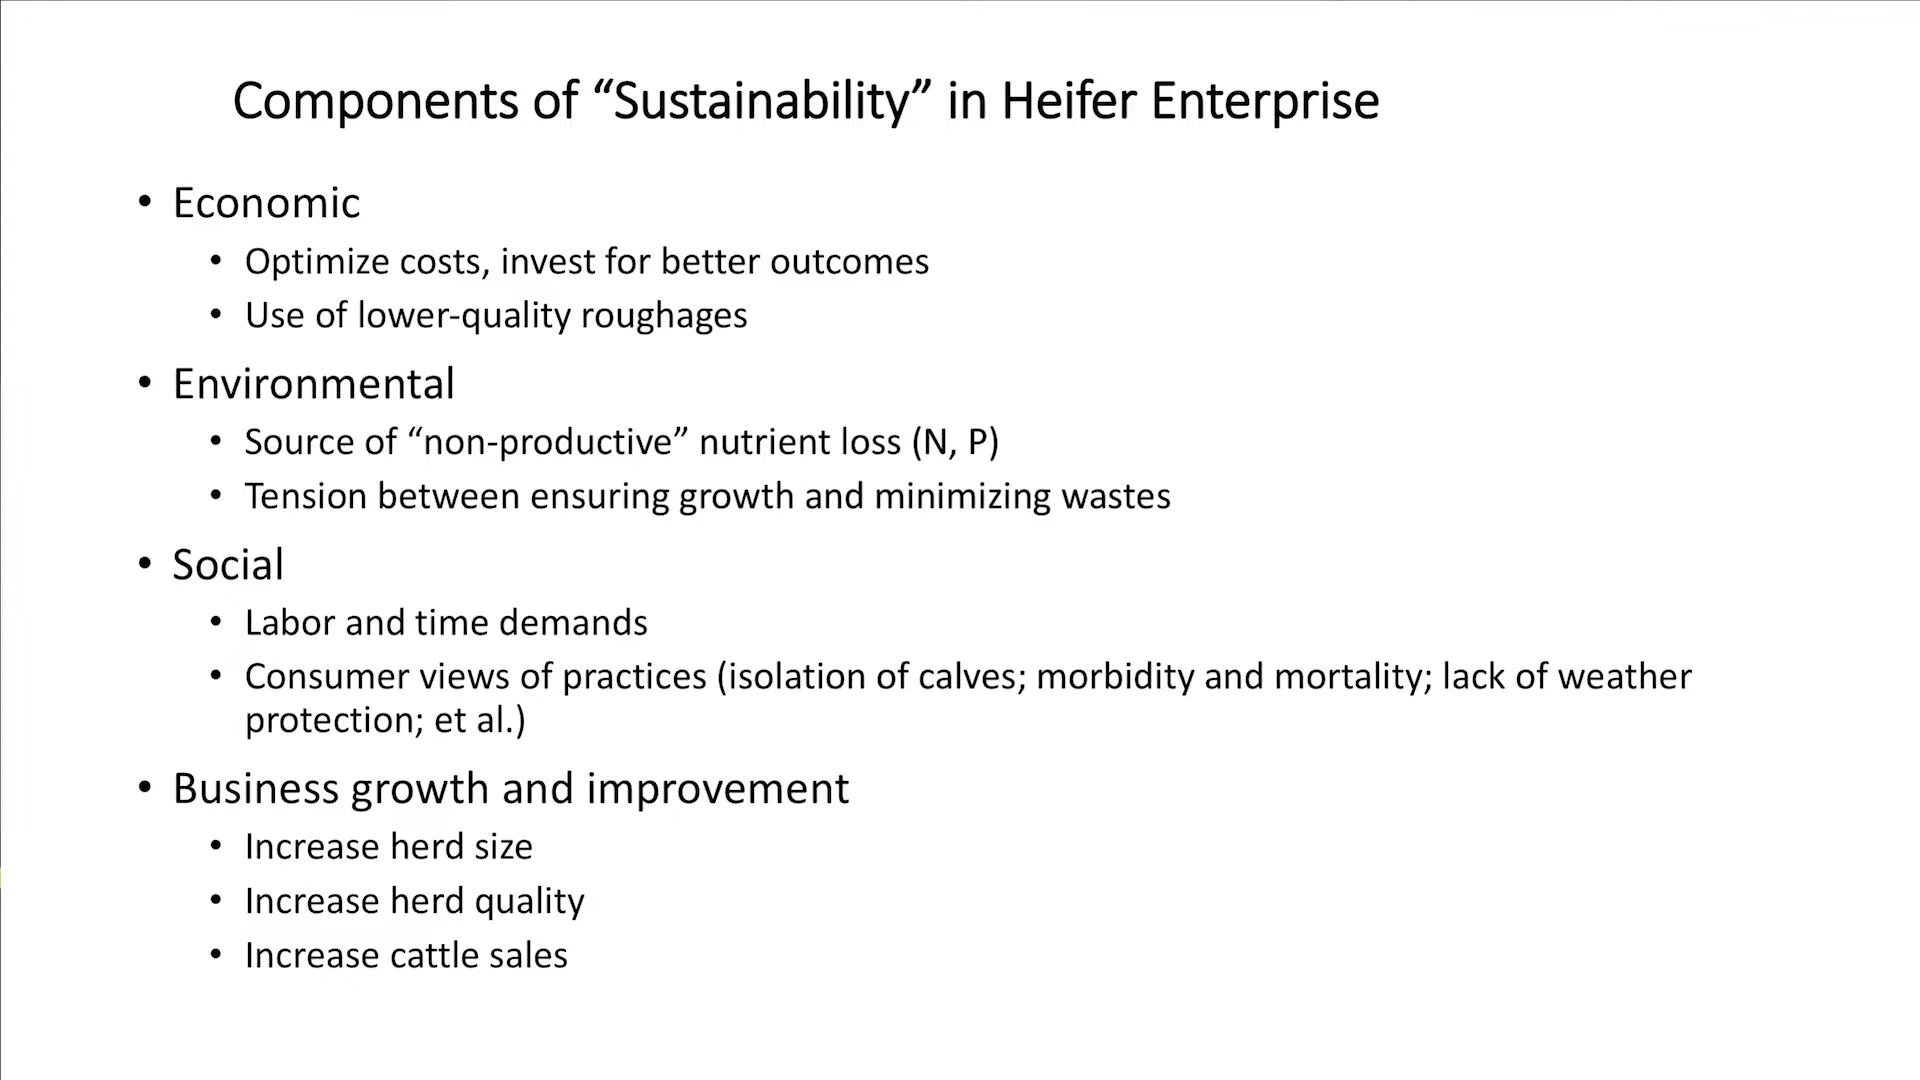 Components of “Sustainability” in Heifer Enterprise
• Economic
• Optimize costs, invest for better outcomes
• Use of lower-quality roughages
• Environmental
• Source of “non-productive” nutrient loss (N, P)
• Tension between ensuring growth and minimizing wastes
• Social
• Labor and time demands
• Consumer views of practices (isolation of calves; morbidity and mortality; lack of weather
protection; et al.)
• Business growth and improvement
• Increase herd size
• Increase herd quality
• Increase cattle sales